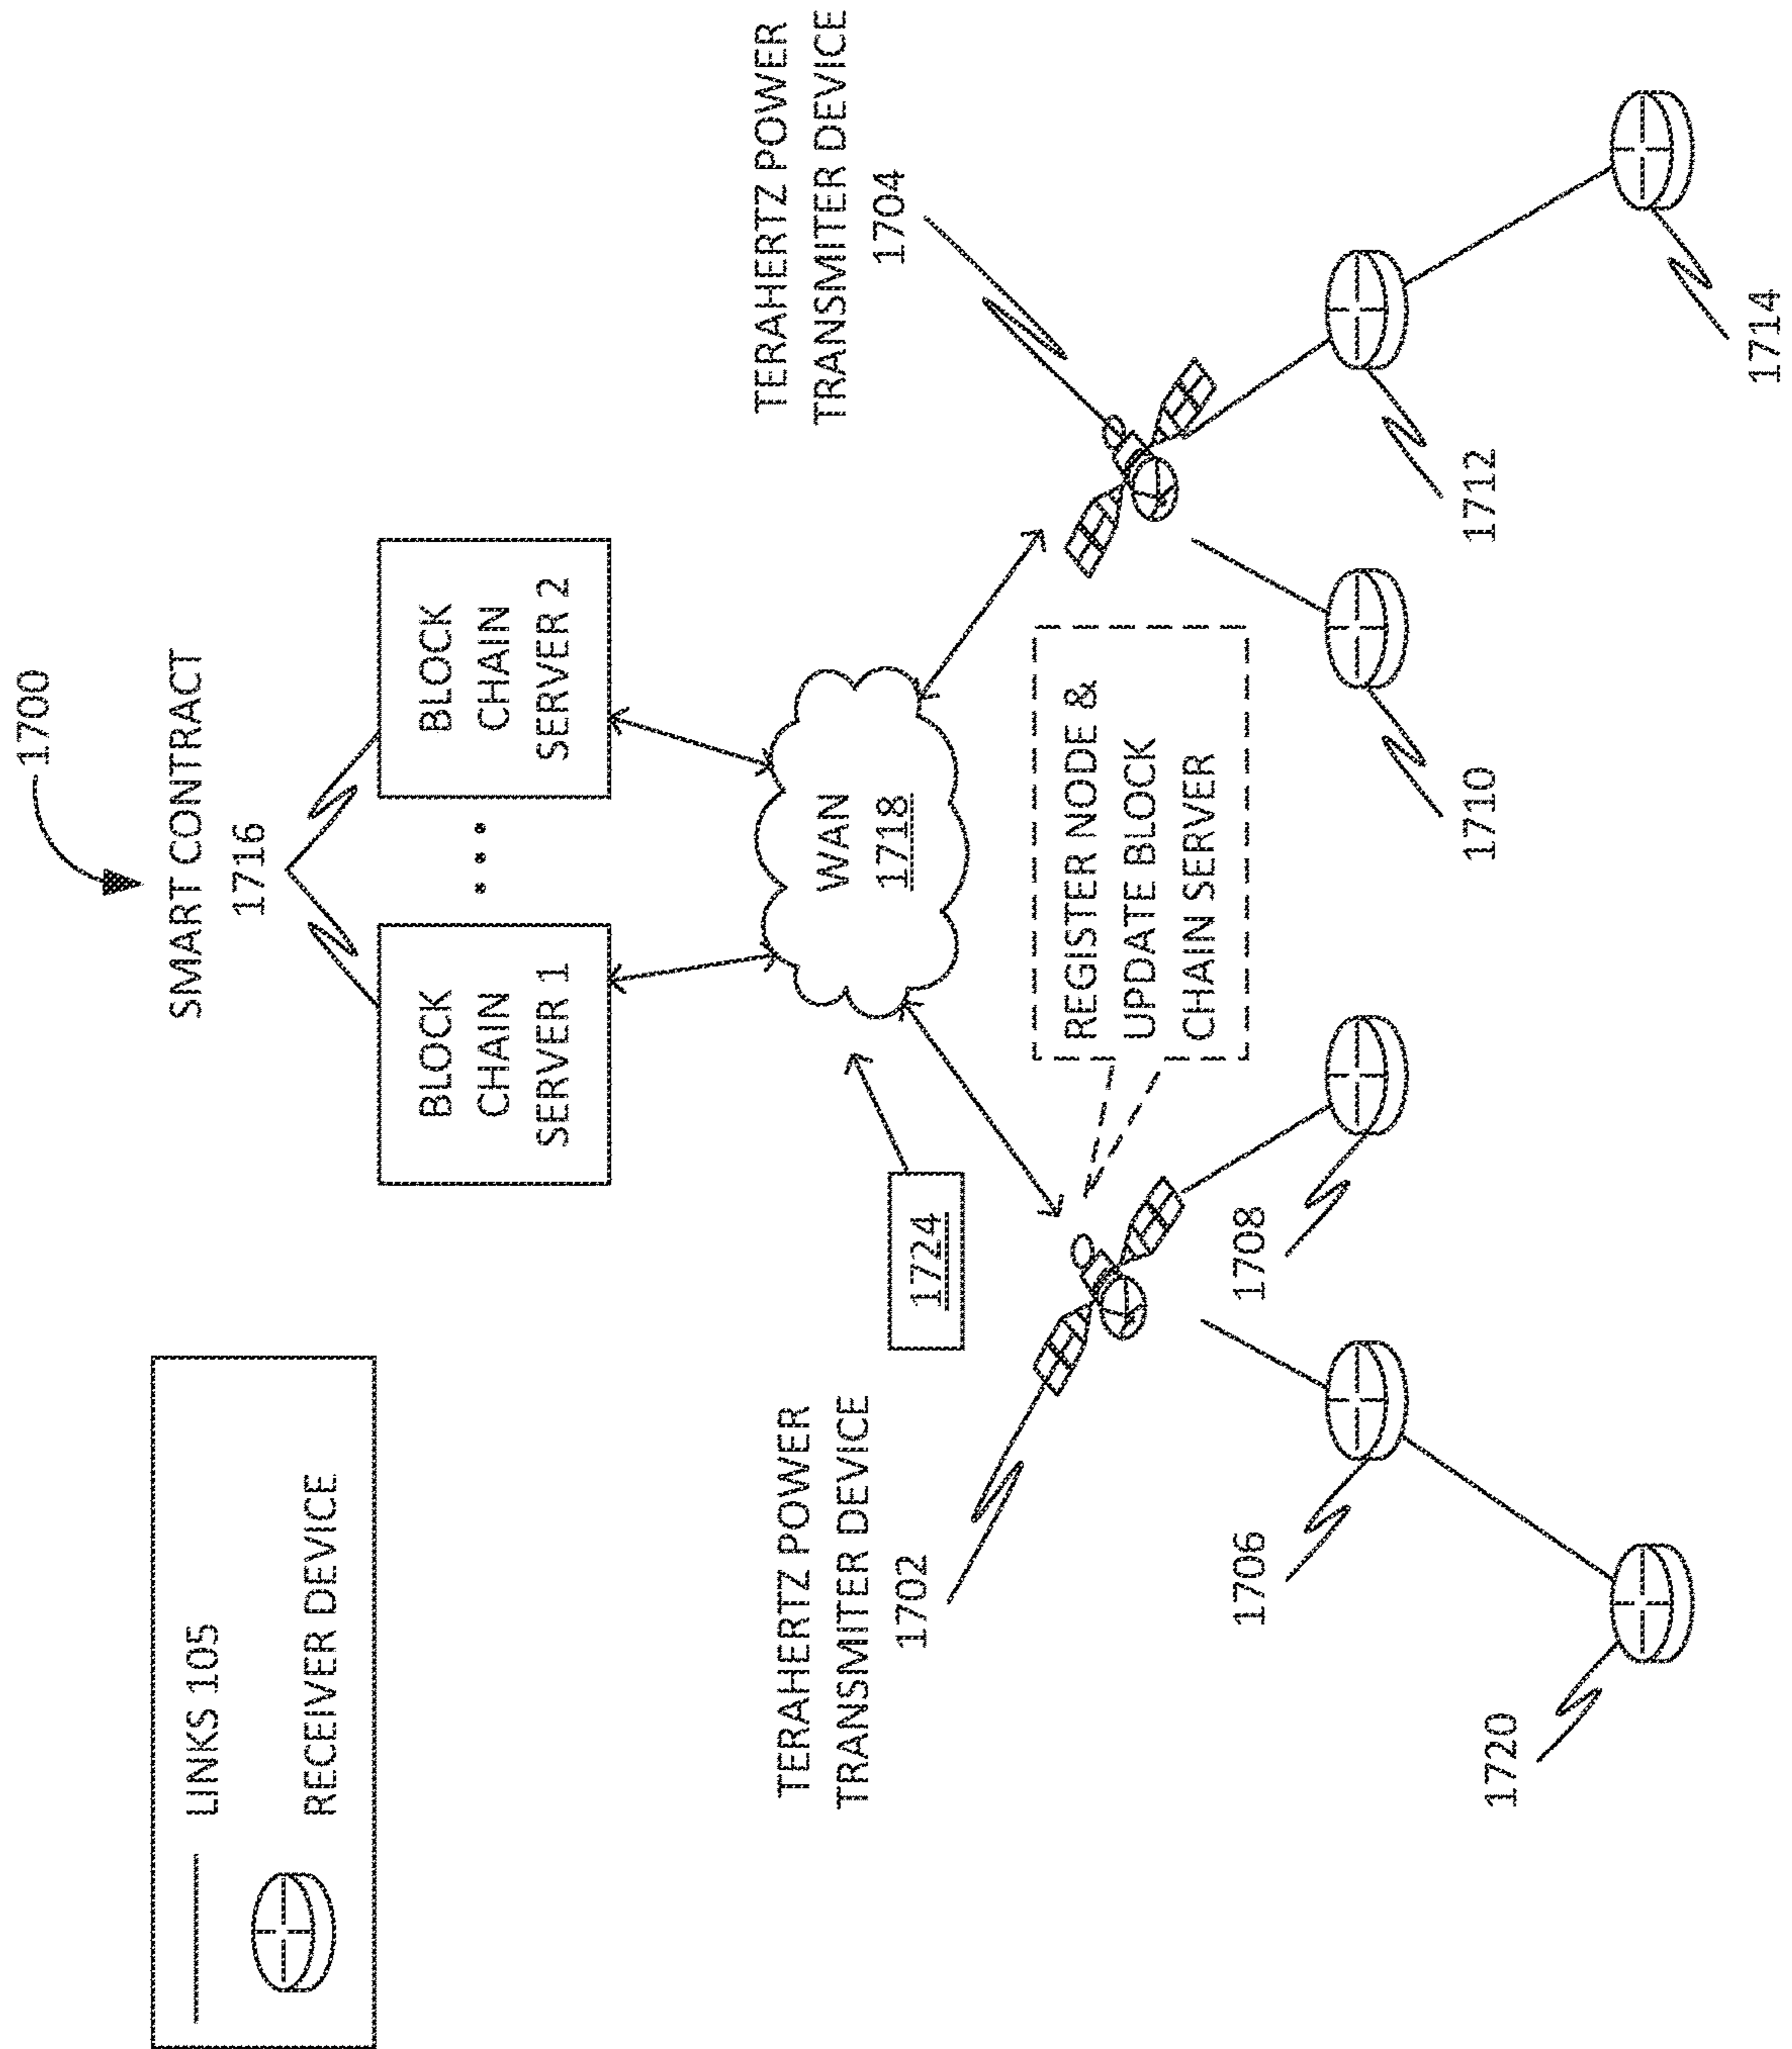 1700
SMART CONTRACT
1716
LINKS 105
RECEIVER DEVICE
BLOCK
CHAIN
SERVER 1
BLOCK
CHAIN
SERVER 2
WAN
1718
1724
TERAHERTZ POWER
TRANSMITER DEVICE
1702
TERAHERTZ POWER
TRANSMITER DEVICE
1704
REGISTER NODE &
UPDATE BLOCK
CHAIN SERVER
1706
1708
1710
1712
1720
1714